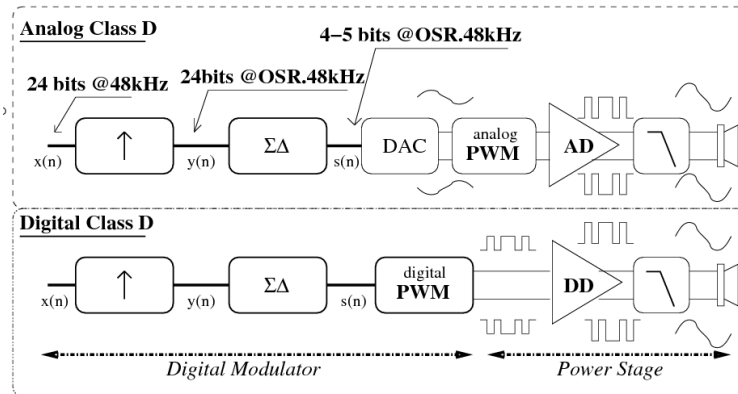 Analog Class D
4–5 bits @OSR.48kHz
24 bits @48kHz
24bits @OSR.48kHz
x(n)
↑
y(n)
ΣΔ
s(n)
DAC
analog
PWM
AD
Digital Class D
x(n)
↑
y(n)
ΣΔ
s(n)
digital
PWM
DD
Digital Modulator
Power Stage